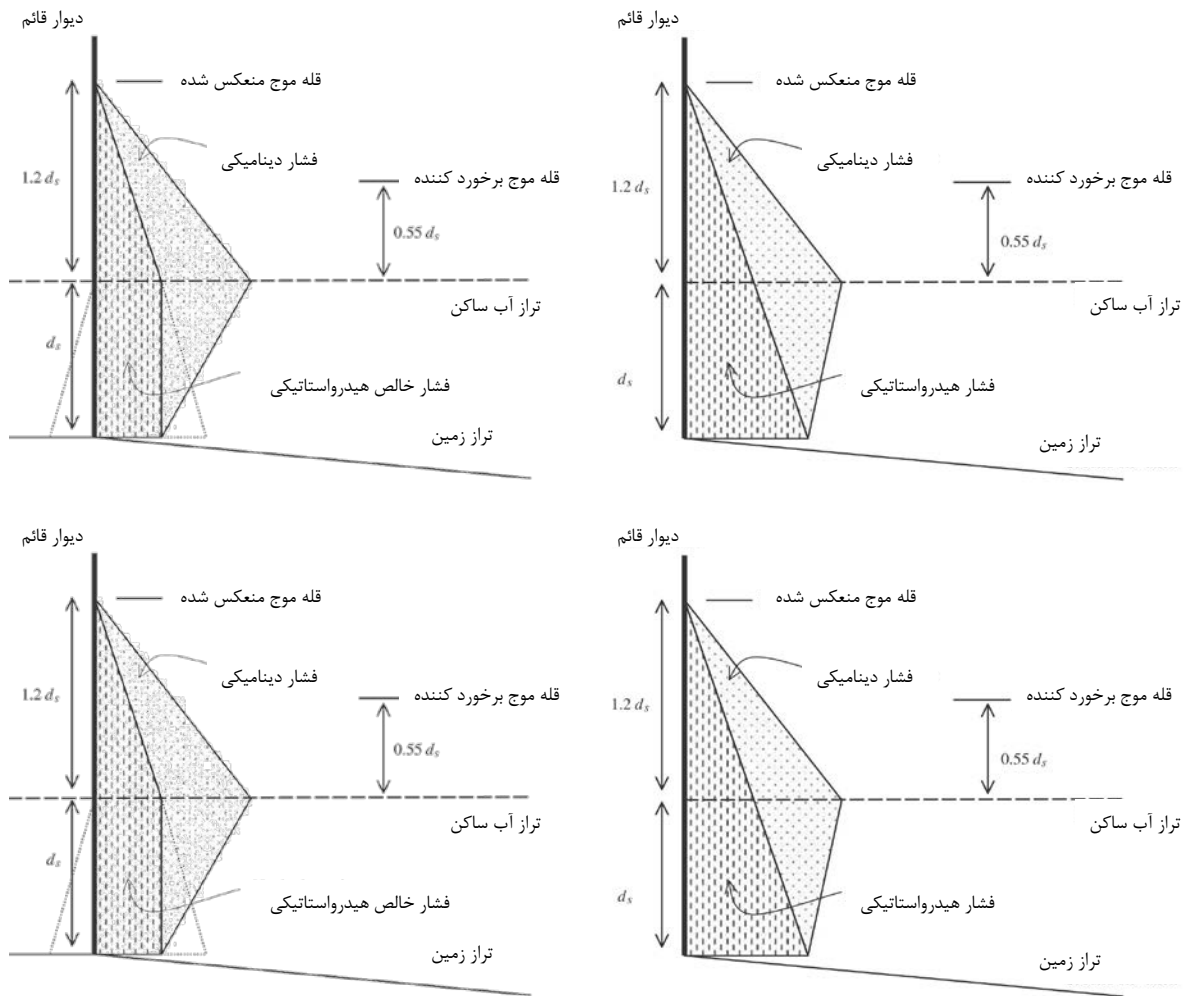 دیوار قائم
قله موج منعکس شده
فشار دینامیکی
1.2 dₛ
قله موج برخورد کننده
0.55 dₛ
تراز آب ساکن
dₛ
فشار هیدرواستاتیکی
تراز زمین
دیوار قائم
قله موج منعکس شده
فشار دینامیکی
1.2 dₛ
قله موج برخورد کننده
0.55 dₛ
تراز آب ساکن
dₛ
فشار خالص هیدرواستاتیکی
تراز زمین
دیوار قائم
قله موج منعکس شده
فشار دینامیکی
1.2 dₛ
قله موج برخورد کننده
0.55 dₛ
تراز آب ساکن
dₛ
فشار هیدرواستاتیکی
تراز زمین
دیوار قائم
قله موج منعکس شده
فشار دینامیکی
1.2 dₛ
قله موج برخورد کننده
0.55 dₛ
تراز آب ساکن
dₛ
فشار خالص هیدرواستاتیکی
تراز زمین